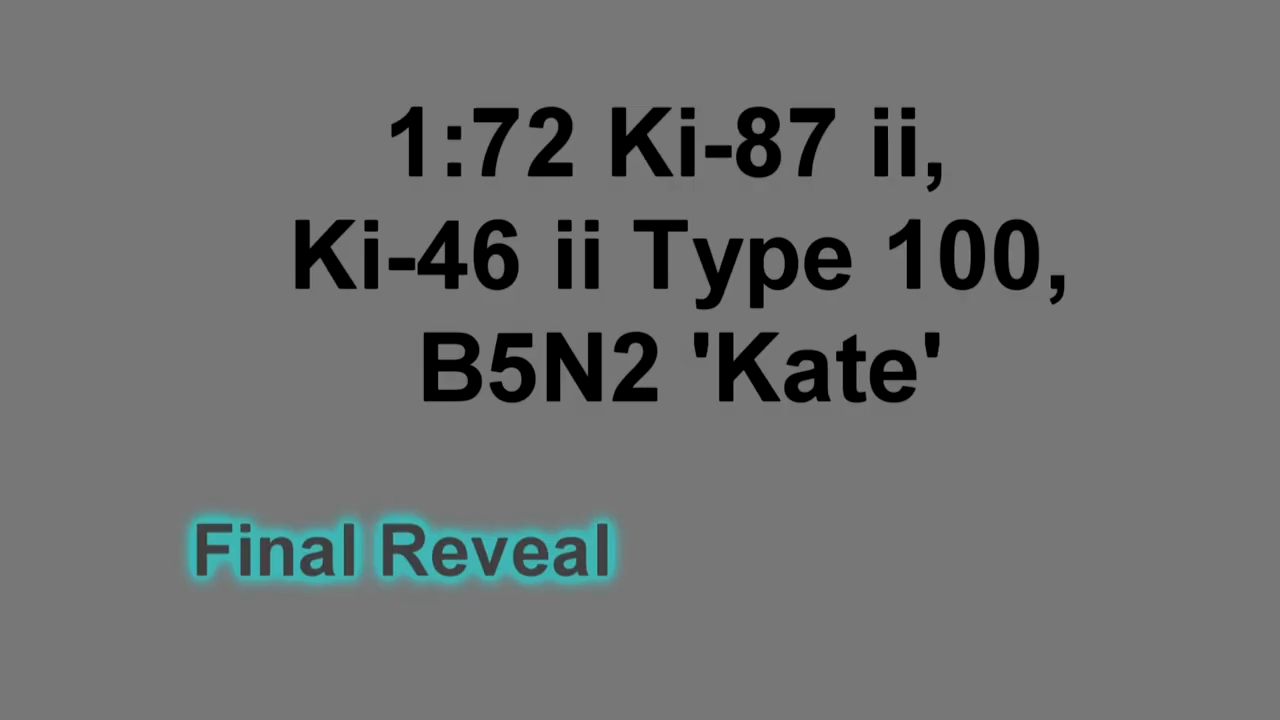 1:72 Ki-87 ii,
Ki-46 ii Type 100,
B5N2 'Kate'
Final Reveal